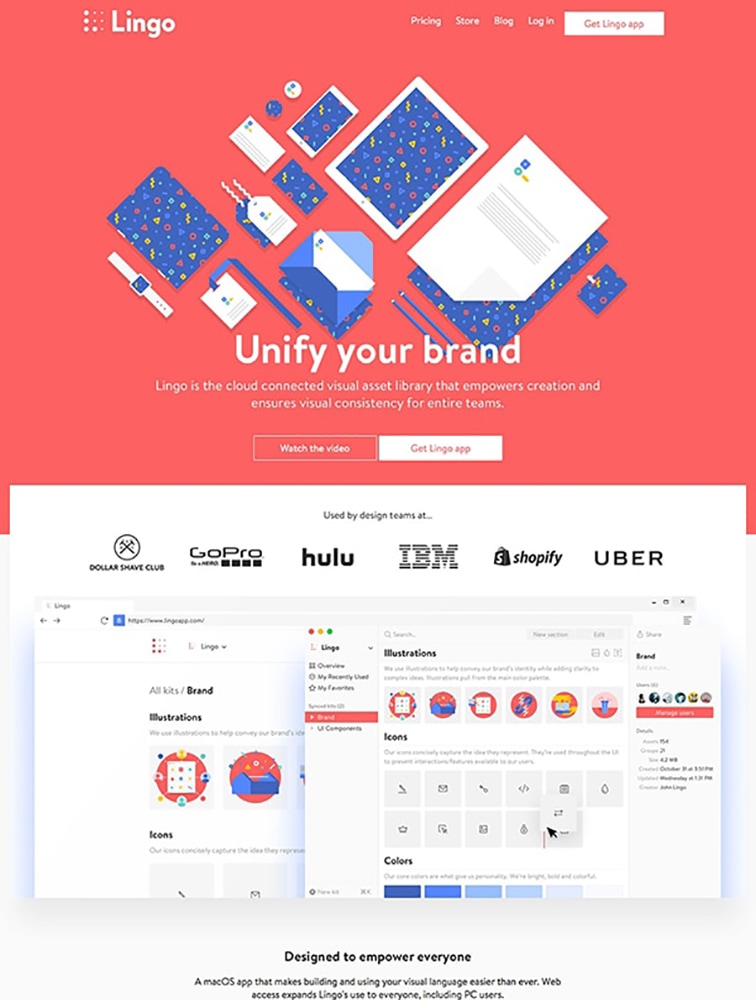 Lingo
Pricing Store Blog Log in Get Lingo app
Unify your brand
Lingo is the cloud connected visual asset library that empowers creation and
ensures visual consistency for entire teams.
Watch the video Get Lingo app
Used by design teams at...
DOLLAR SHAVE CLUB GoPro Be a HERO. hulu IBM shopify UBER
Lingo
https://www.lingoapp.com/
Lingo
All kits / Brand
Illustrations
We use illustrations to help convey our brand's ide
Icons
Our icons concisely capture the idea they represe
Lingo
Overview
My Recently Used
My Favorites
Synced kits (2)
Brand
UI Components
New kit ⌘K
Search... New section Edit
Illustrations
We use illustrations to help convey our brand's identity while adding clarity to
complex ideas. Illustrations pull from the main color palette.
Icons
Our icons concisely capture the idea they represent. They're used throughout the UI
to present interactions/features available to our users.
Colors
Our core colors are what give us personality. We're bright, bold and colorful.
Share
Brand
Add a note...
Users (6)
Manage users
Details
Assets 154
Groups 21
Size 4.2 MB
Created October 31 at 3:51 PM
Updated Wednesday at 1:31 PM
Creator John Lingo
Designed to empower everyone
A macOS app that makes building and using your visual language easier than ever. Web
access expands Lingo's use to everyone, including PC users.